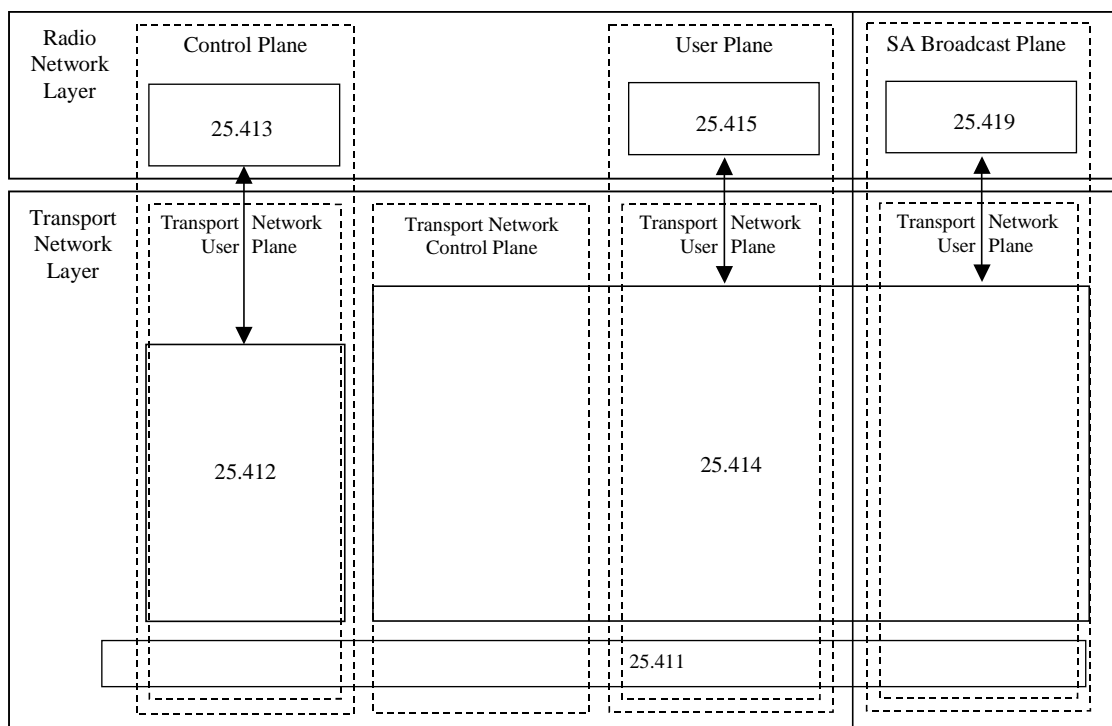 Radio
Network
Layer
Control Plane
User Plane
SA Broadcast Plane
25.413
25.415
25.419
Transport
Network
Layer
Transport Network
User Plane
Transport Network
Control Plane
Transport Network
User Plane
Transport Network
User Plane
25.412
25.414
25.411